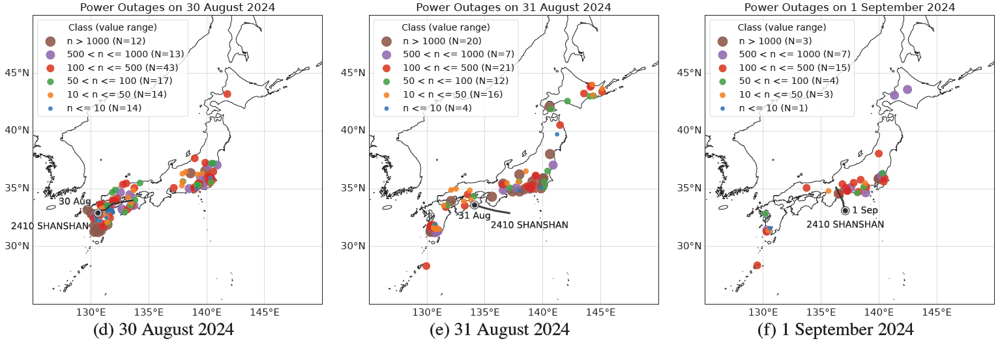 Power Outages on 30 August 2024
Class (value range)
n > 1000 (N=12)
500 < n <= 1000 (N=13)
100 < n <= 500 (N=43)
50 < n <= 100 (N=17)
10 < n <= 50 (N=14)
n <= 10 (N=14)
45°N
40°N
35°N
30°N
30 Aug
2410 SHANSHAN
130°E 135°E 140°E 145°E
(d) 30 August 2024
Power Outages on 31 August 2024
Class (value range)
n > 1000 (N=20)
500 < n <= 1000 (N=7)
100 < n <= 500 (N=21)
50 < n <= 100 (N=12)
10 < n <= 50 (N=16)
n <= 10 (N=4)
45°N
40°N
35°N
30°N
31 Aug
2410 SHANSHAN
130°E 135°E 140°E 145°E
(e) 31 August 2024
Power Outages on 1 September 2024
Class (value range)
n > 1000 (N=3)
500 < n <= 1000 (N=7)
100 < n <= 500 (N=15)
50 < n <= 100 (N=4)
10 < n <= 50 (N=3)
n <= 10 (N=1)
45°N
40°N
35°N
30°N
1 Sep
2410 SHANSHAN
130°E 135°E 140°E 145°E
(f) 1 September 2024